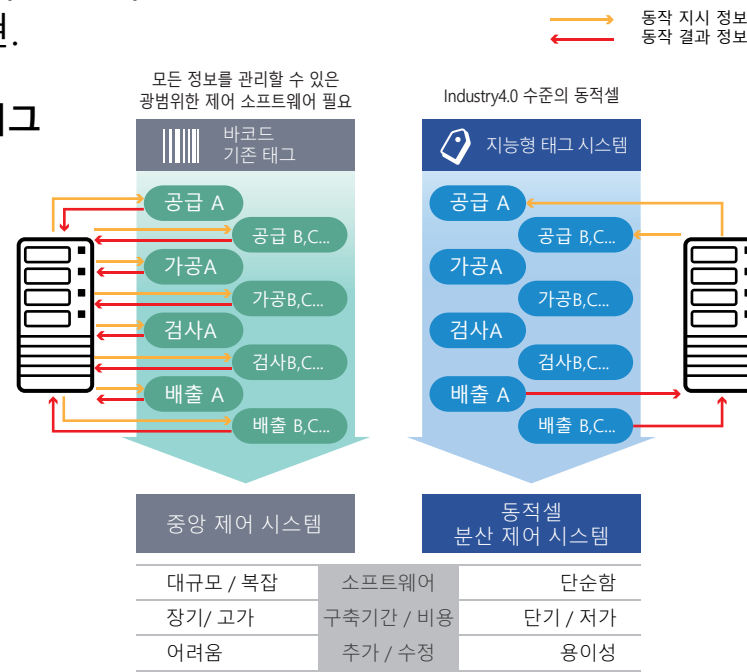 동작 지시 정보
동작 결과 정보
모든 정보를 관리할 수 있은
광범위한 제어 소프트웨어 필요
Industry4.0 수준의 동적셀
바코드
기존 태그
지능형 태그 시스템
공급 A
공급 B,C...
가공A
가공B,C...
검사A
검사B,C...
배출 A
배출 B,C...
공급 A
공급 B,C...
가공A
가공B,C...
검사A
검사B,C...
배출 A
배출 B,C...
중앙 제어 시스템
동적셀
분산 제어 시스템
대규모 / 복잡 소프트웨어 단순함
장기/ 고가 구축기간 / 비용 단기 / 저가
어려움 추가 / 수정 용이성